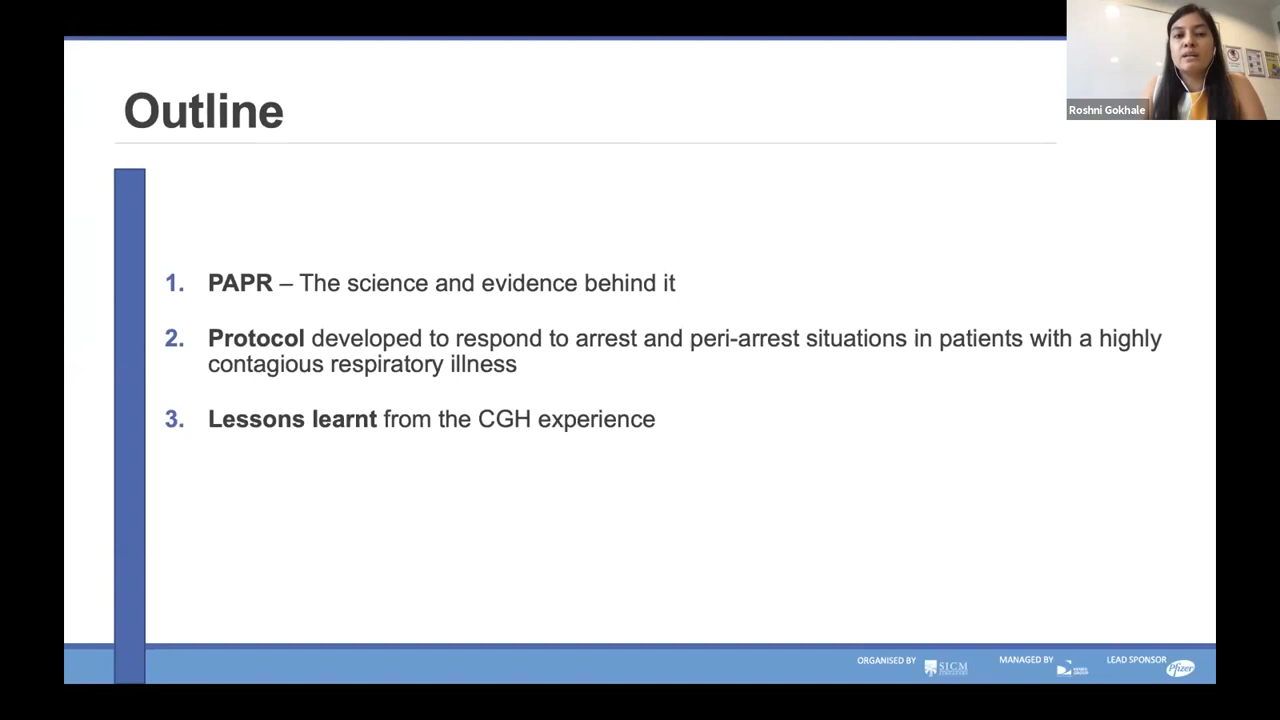 Outline
Roshni Gokhale
1. PAPR – The science and evidence behind it
2. Protocol developed to respond to arrest and peri-arrest situations in patients with a highly
contagious respiratory illness
3. Lessons learnt from the CGH experience
ORGANISED BY SICM MANAGED BY LEAD SPONSOR Pfizer